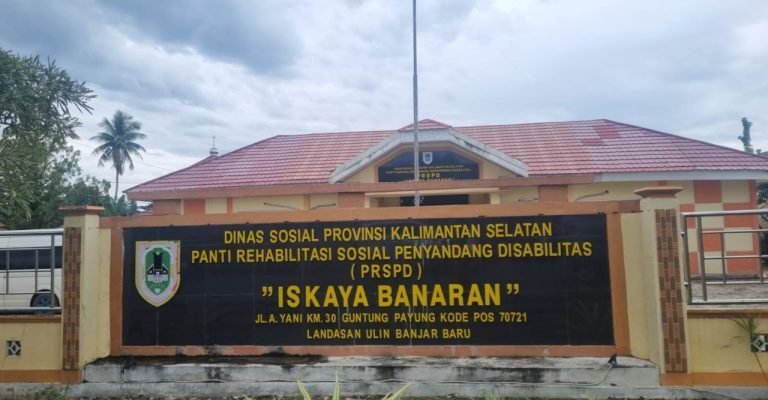 PRSPD
DINAS SOSIAL PROVINSI KALIMANTAN SELATAN
PANTI REHABILITASI SOSIAL PENYANDANG DISABILITAS
( PRSPD )
" ISKAYA BANARAN "
JL.A.YANI KM.30 GUNTUNG PAYUNG KODE POS 70721
LANDASAN ULIN BANJAR BARU